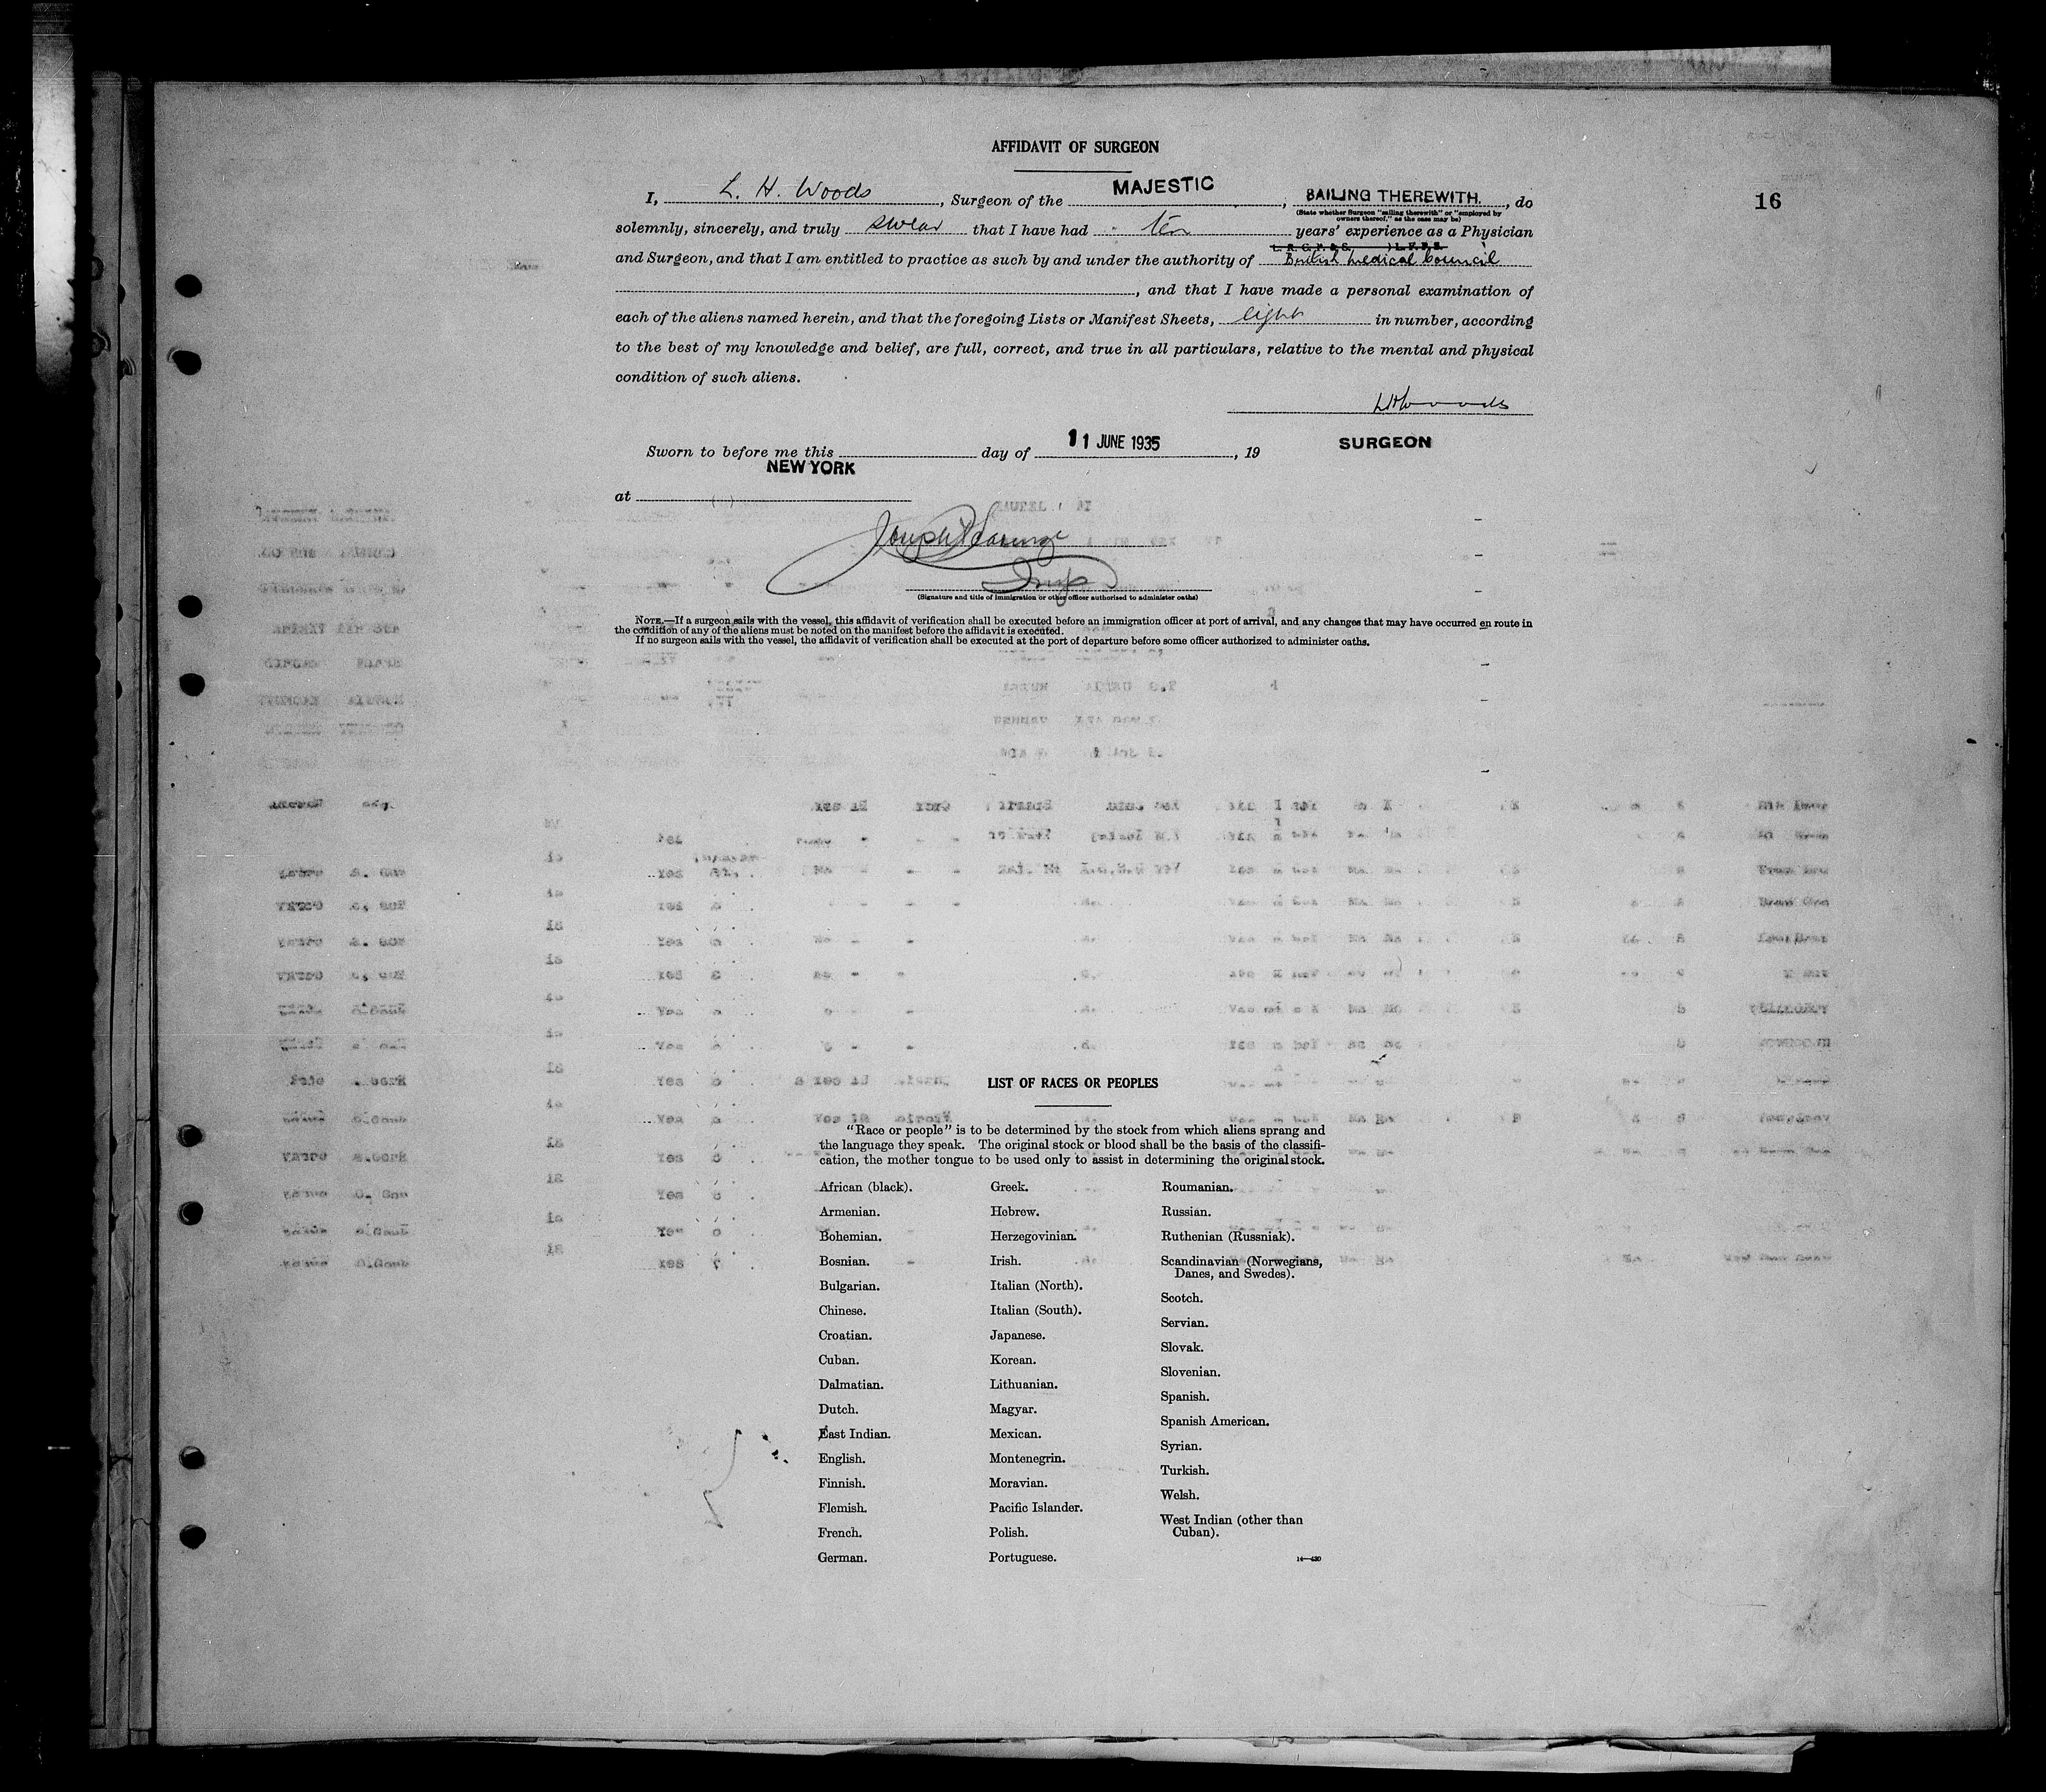 AFFIDAVIT OF SURGEON
16
I, L. H. Woods, Surgeon of the MAJESTIC, SAILING THEREWITH., do
(State whether Surgeon "sailing therewith" or "employed by owners thereof," as the case may be)
solemnly, sincerely, and truly swear that I have had ten years' experience as a Physician
and Surgeon, and that I am entitled to practice as such by and under the authority of British Medical Council
, and that I have made a personal examination of
each of the aliens named herein, and that the foregoing Lists or Manifest Sheets, eight in number, according
to the best of my knowledge and belief, are full, correct, and true in all particulars, relative to the mental and physical
condition of such aliens.
LHWoods
SURGEON
Sworn to before me this day of 11 JUNE 1935, 19
at NEW YORK
Joseph
Insp
(Signature and title of immigration or other officer authorized to administer oaths)
NOTE.—If a surgeon sails with the vessel, this affidavit of verification shall be executed before an immigration officer at port of arrival, and any changes that may have occurred en route in
the condition of any of the aliens must be noted on the manifest before the affidavit is executed.
If no surgeon sails with the vessel, the affidavit of verification shall be executed at the port of departure before some officer authorized to administer oaths.
LIST OF RACES OR PEOPLES
"Race or people" is to be determined by the stock from which aliens sprang and
the language they speak. The original stock or blood shall be the basis of the classifi-
cation, the mother tongue to be used only to assist in determining the original stock.
African (black).
Armenian.
Bohemian.
Bosnian.
Bulgarian.
Chinese.
Croatian.
Cuban.
Dalmatian.
Dutch.
East Indian.
English.
Finnish.
Flemish.
French.
German.
Greek.
Hebrew.
Herzegovinian.
Irish.
Italian (North).
Italian (South).
Japanese.
Korean.
Lithuanian.
Magyar.
Mexican.
Montenegrin.
Moravian.
Pacific Islander.
Polish.
Portuguese.
Roumanian.
Russian.
Ruthenian (Russniak).
Scandinavian (Norwegians,
Danes, and Swedes).
Scotch.
Servian.
Slovak.
Slovenian.
Spanish.
Spanish American.
Syrian.
Turkish.
Welsh.
West Indian (other than
Cuban).